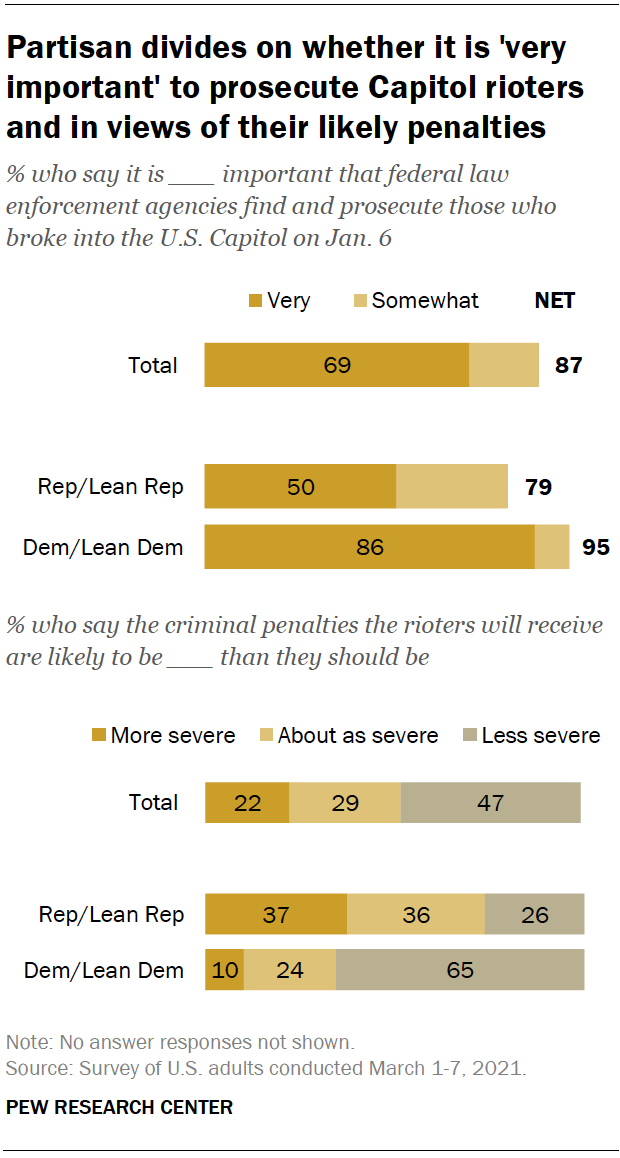 Partisan divides on whether it is 'very
important' to prosecute Capitol rioters
and in views of their likely penalties
% who say it is ___ important that federal law
enforcement agencies find and prosecute those who
broke into the U.S. Capitol on Jan. 6
Very Somewhat NET
Total 69 87
Rep/Lean Rep 50 79
Dem/Lean Dem 86 95
% who say the criminal penalties the rioters will receive
are likely to be ___ than they should be
More severe About as severe Less severe
Total 22 29 47
Rep/Lean Rep 37 36 26
Dem/Lean Dem 10 24 65
Note: No answer responses not shown.
Source: Survey of U.S. adults conducted March 1-7, 2021.
PEW RESEARCH CENTER